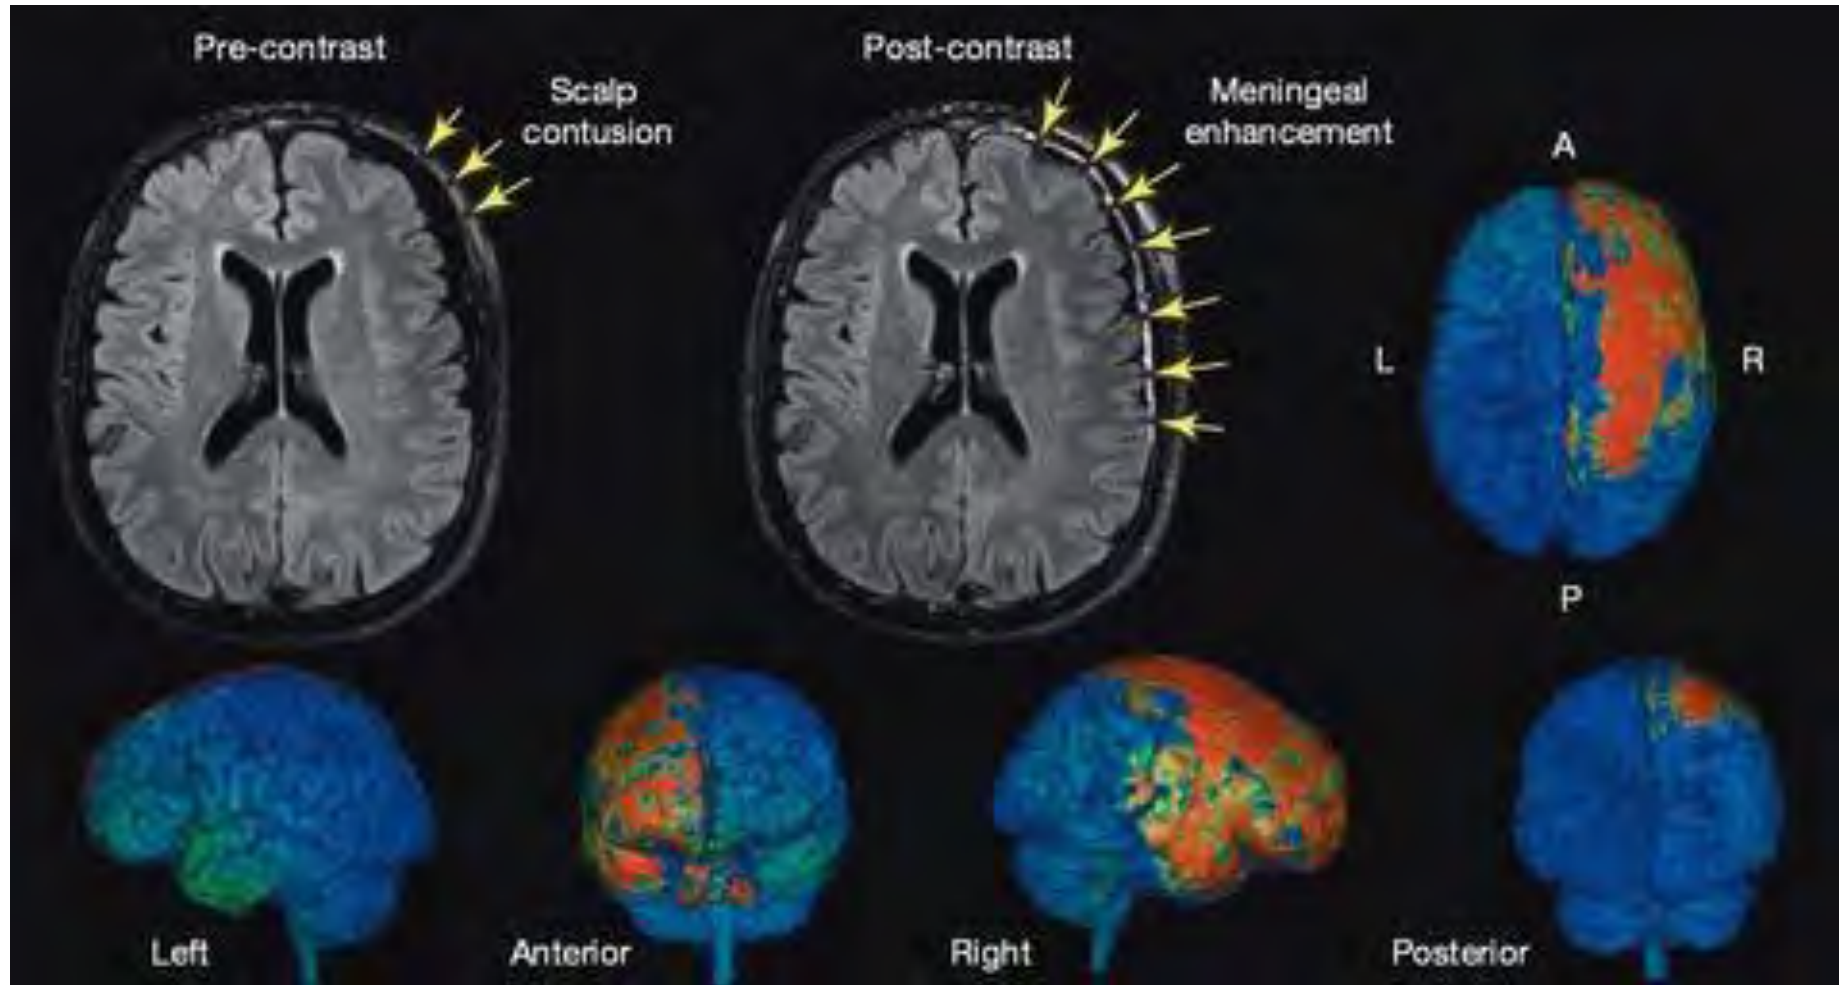 Pre-contrast
Scalp
contusion
Post-contrast
Meningeal
enhancement
A
L
R
P
Left
Anterior
Right
Posterior